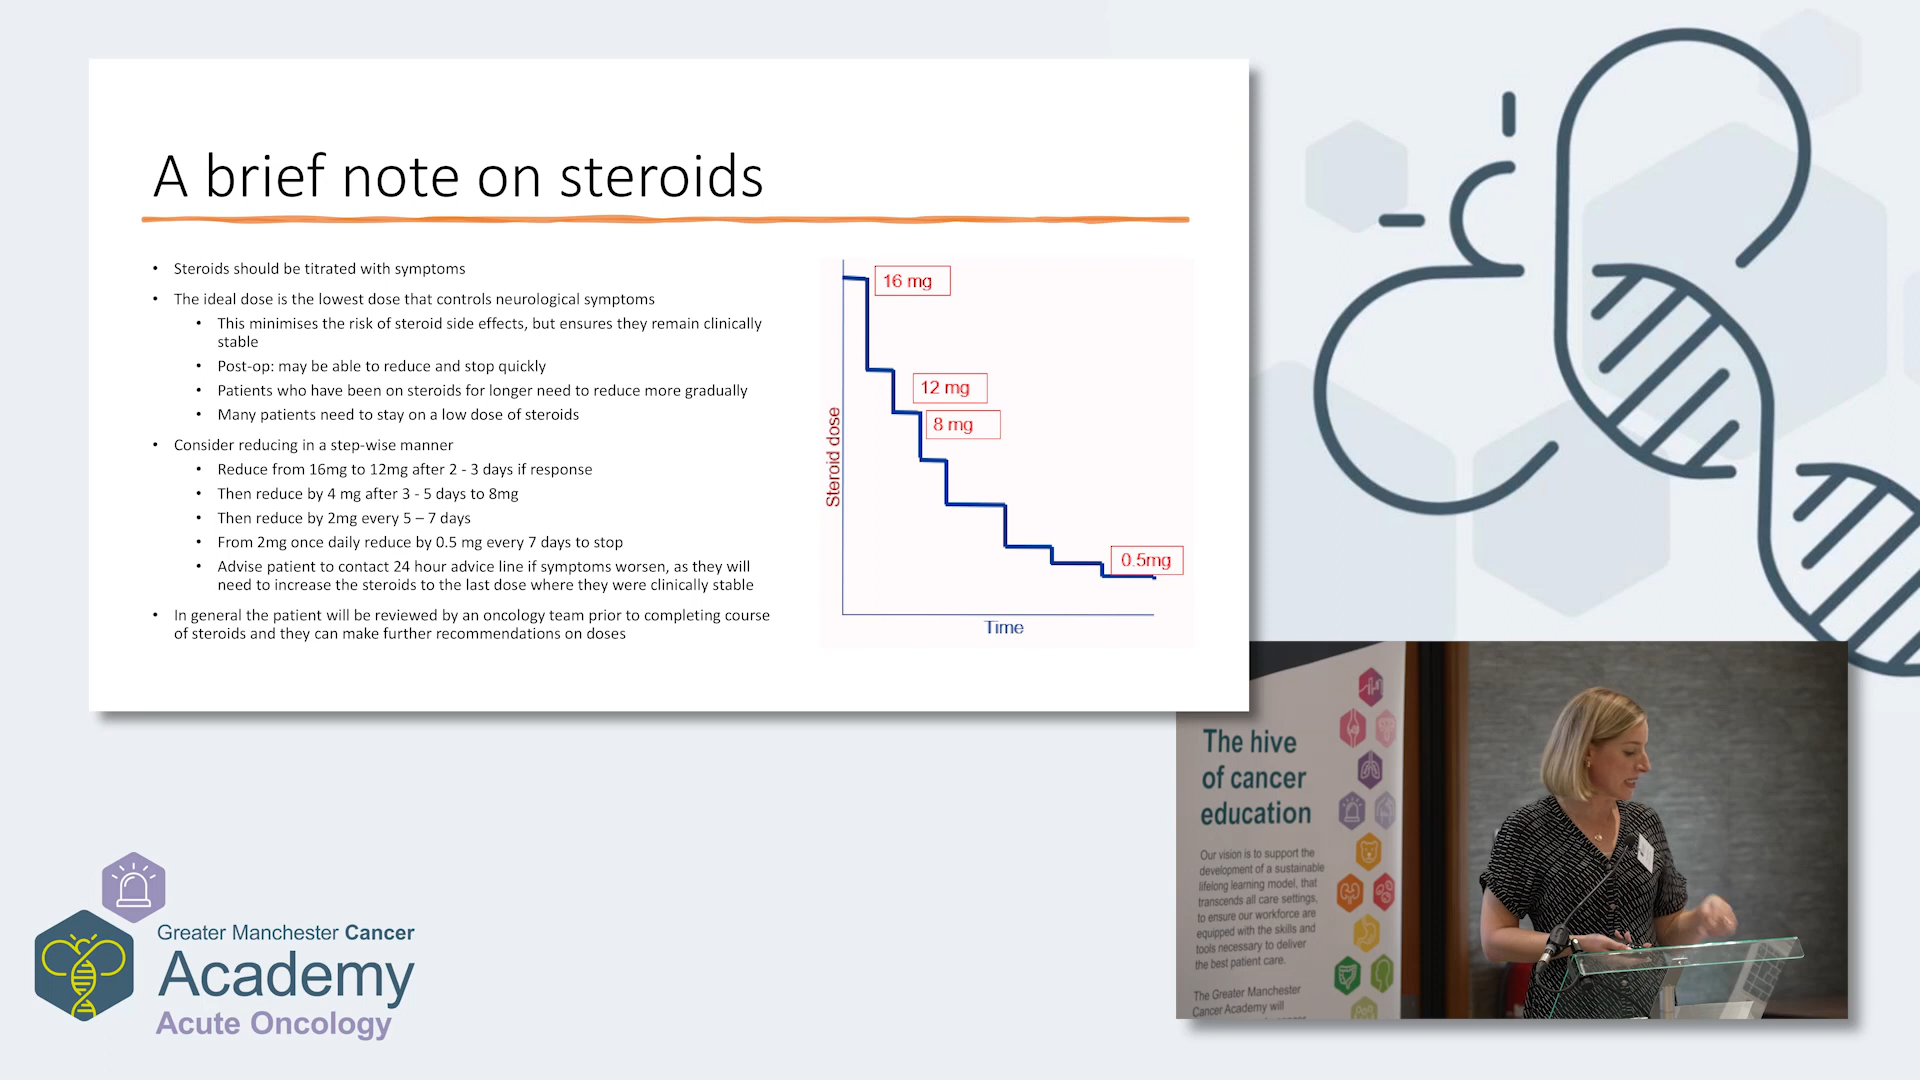 A brief note on steroids
• Steroids should be titrated with symptoms
• The ideal dose is the lowest dose that controls neurological symptoms
• This minimises the risk of steroid side effects, but ensures they remain clinically
stable
• Post-op: may be able to reduce and stop quickly
• Patients who have been on steroids for longer need to reduce more gradually
• Many patients need to stay on a low dose of steroids
• Consider reducing in a step-wise manner
• Reduce from 16mg to 12mg after 2 - 3 days if response
• Then reduce by 4 mg after 3 - 5 days to 8mg
• Then reduce by 2mg every 5 – 7 days
• From 2mg once daily reduce by 0.5 mg every 7 days to stop
• Advise patient to contact 24 hour advice line if symptoms worsen, as they will
need to increase the steroids to the last dose where they were clinically stable
• In general the patient will be reviewed by an oncology team prior to completing course
of steroids and they can make further recommendations on doses
16 mg
12 mg
8 mg
0.5mg
Steroid dose
Time
The hive
of cancer
education
Our vision is to support the
development of a sustainable
lifelong learning model, that
transcends all care settings,
to ensure our workforce are
equipped with the skills and
tools necessary to deliver
the best patient care.
The Greater Manchester
Cancer Academy will
Greater Manchester Cancer
Academy
Acute Oncology